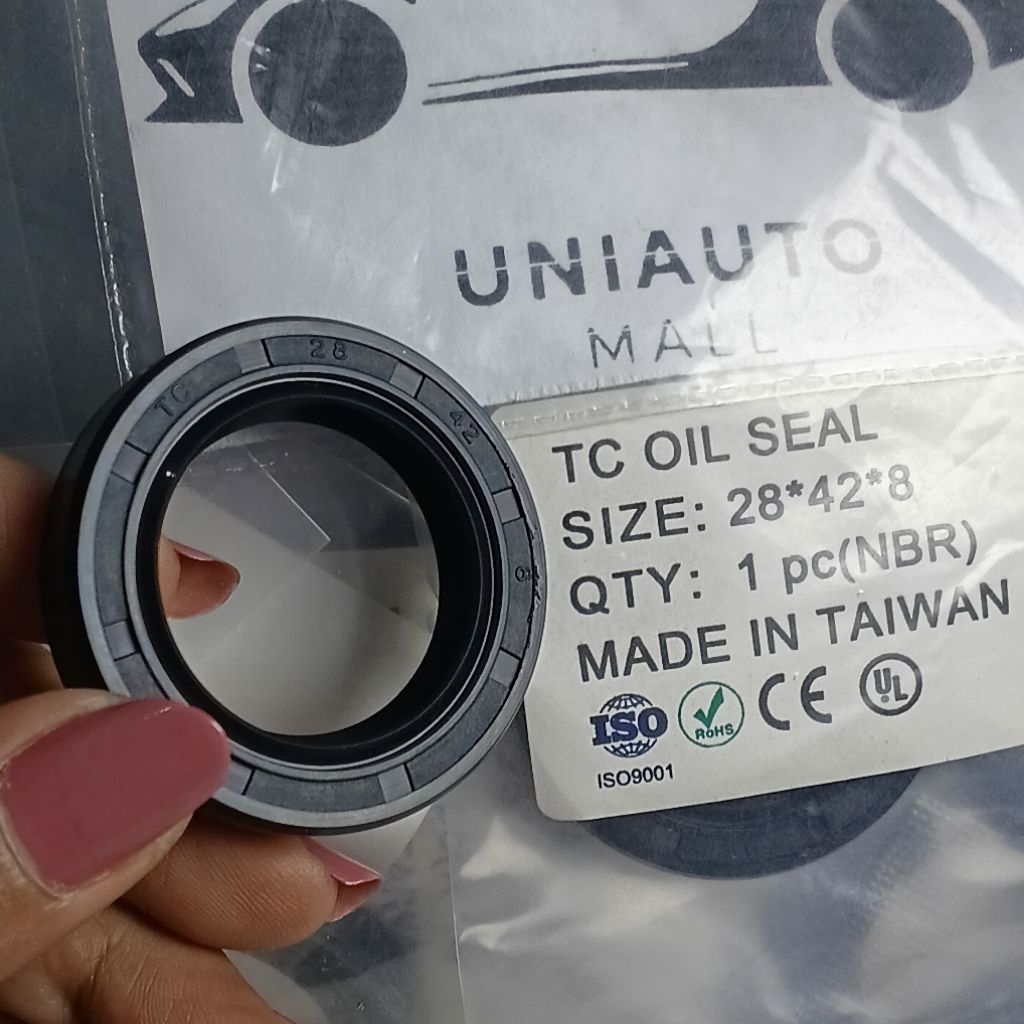 UNIAUTO
MALL
TC 28 42 8
TC OIL SEAL
SIZE: 28*42*8
QTY: 1 pc(NBR)
MADE IN TAIWAN
ISO RoHS CE UL
ISO9001